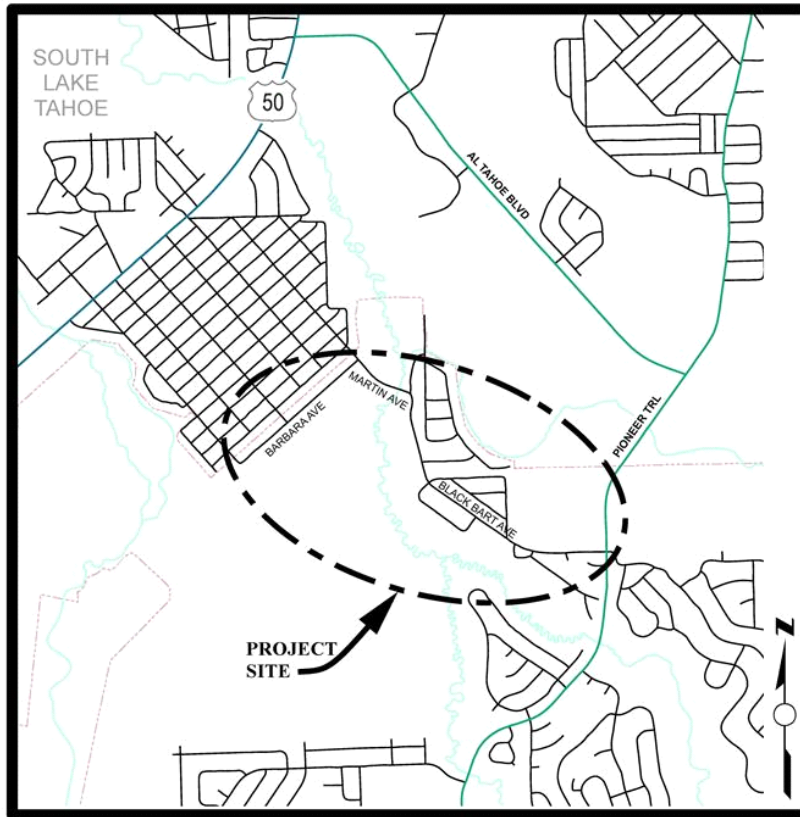 SOUTH
LAKE
TAHOE
50
AL TAHOE BLVD
MARTIN AVE
BARBARA AVE
PIONEER TRL
BLACK BART AVE
PROJECT
SITE
N